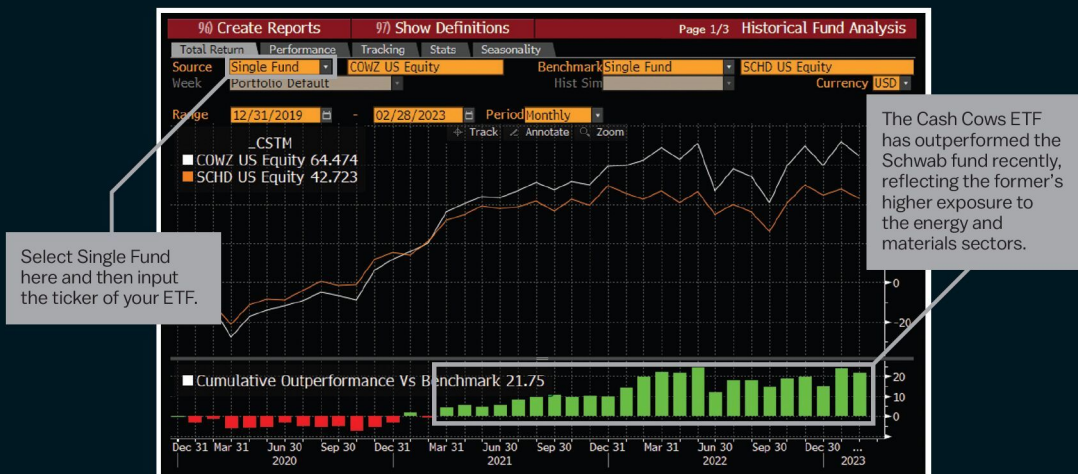 96) Create Reports
97) Show Definitions
Page 1/3 Historical Fund Analysis
Total Return Performance Tracking Stats Seasonality
Source Single Fund COWZ US Equity Benchmark Single Fund SCHD US Equity
Week Portfolio Default Hist Sim Currency USD
Range 12/31/2019 - 02/28/2023 Period Monthly
Track Annotate Zoom
_CSTM
COWZ US Equity 64.474
SCHD US Equity 42.723
Select Single Fund
here and then input
the ticker of your ETF.
The Cash Cows ETF
has outperformed the
Schwab fund recently,
reflecting the former's
higher exposure to
the energy and
materials sectors.
0
-20
Cumulative Outperformance Vs Benchmark 21.75
20
10
0
Dec 31 Mar 31 Jun 30 Sep 30 Dec 31 Mar 31 Jun 30 Sep 30 Dec 31 Mar 31 Jun 30 Sep 30 Dec 30 ...
2020 2021 2022 2023